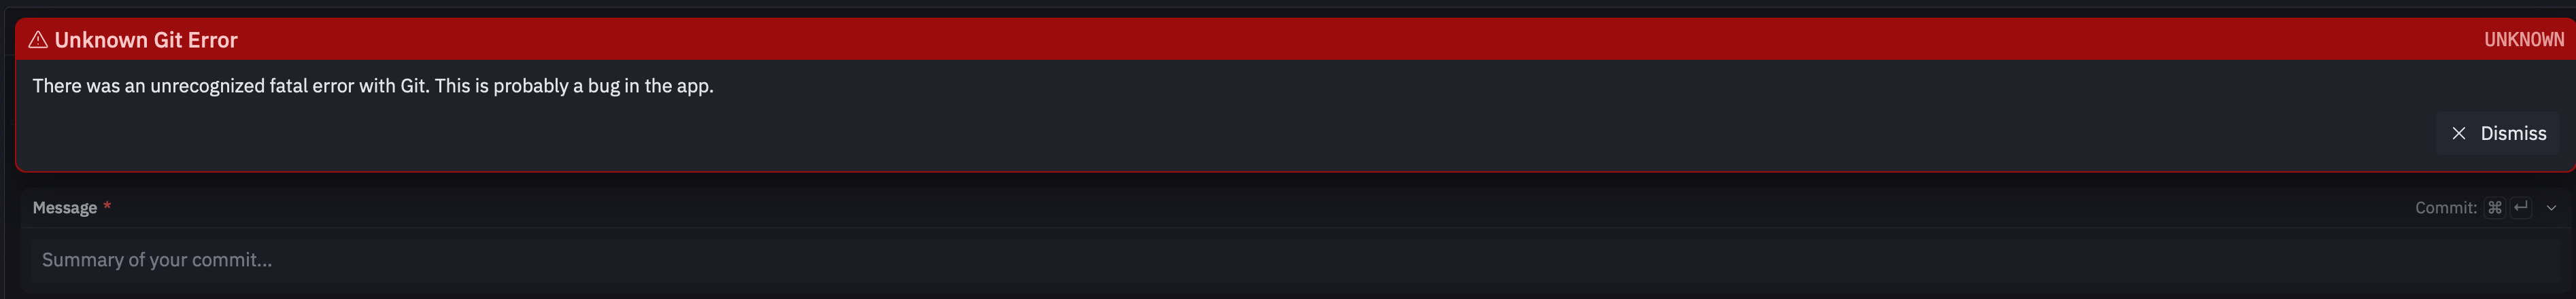 Unknown Git Error
UNKNOWN
There was an unrecognized fatal error with Git. This is probably a bug in the app.
Dismiss
Message *
Commit: ⌘ ↵
Summary of your commit...